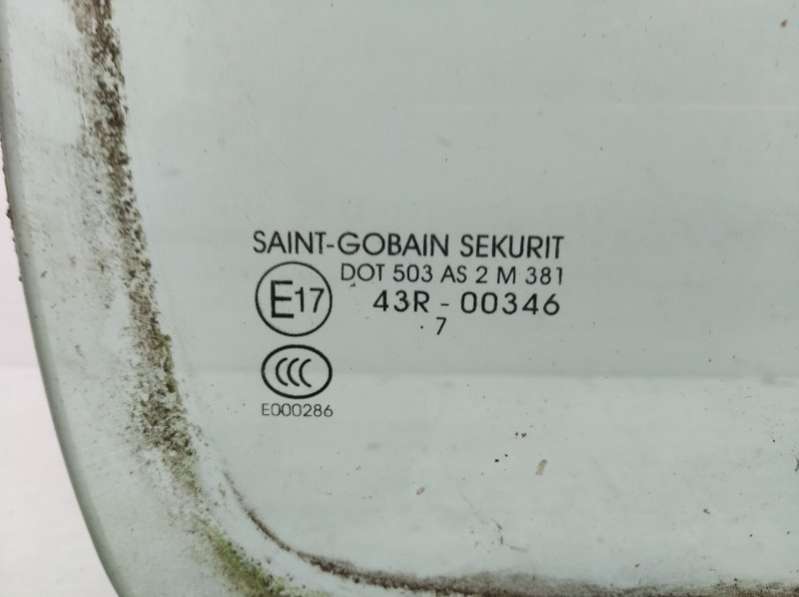 SAINT-GOBAIN SEKURIT
DOT 503 AS 2 M 381
E17 43R - 00346
. 7
CCC
E000286